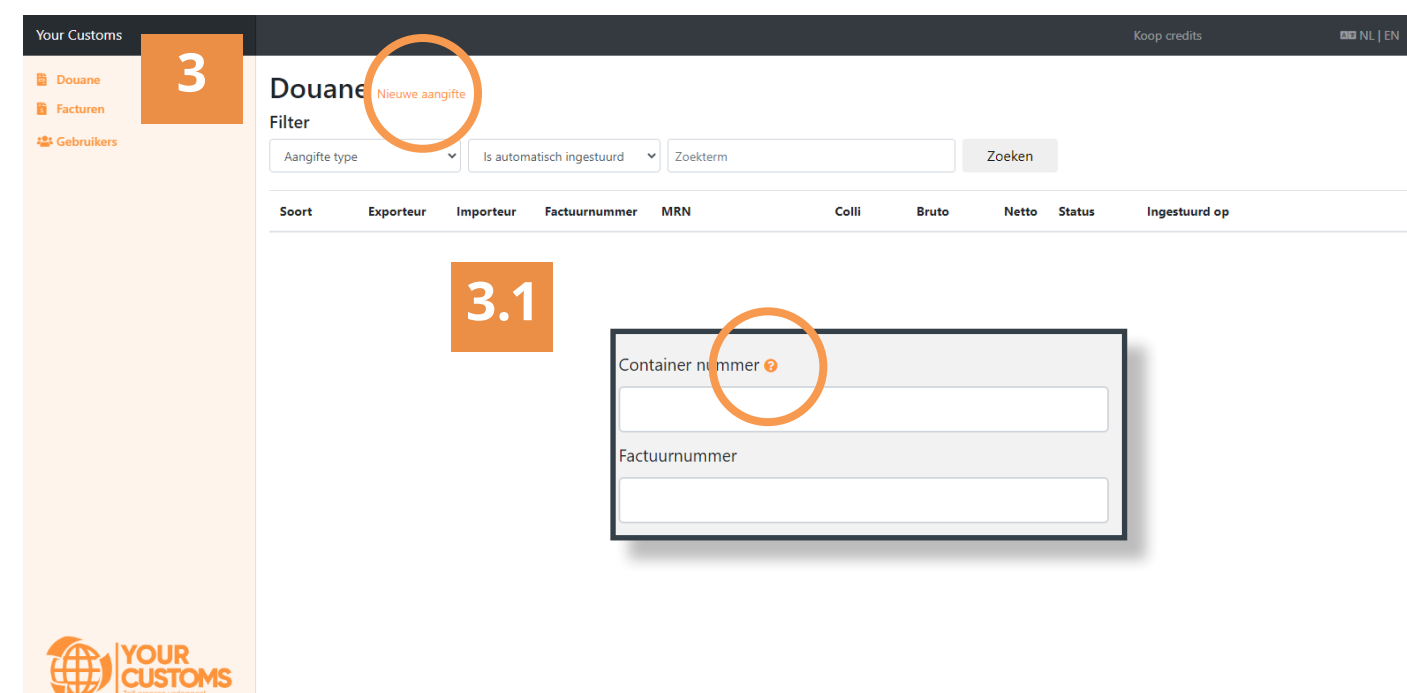 Your Customs
Koop credits
NL | EN
3
Douane
Facturen
Gebruikers
Douane Nieuwe aangifte
Filter
Aangifte type
Is automatisch ingestuurd
Zoekterm
Zoeken
Soort Exporteur Importeur Factuurnummer MRN Colli Bruto Netto Status Ingestuurd op
3.1
Container nummer ?
Factuurnummer
YOUR
CUSTOMS